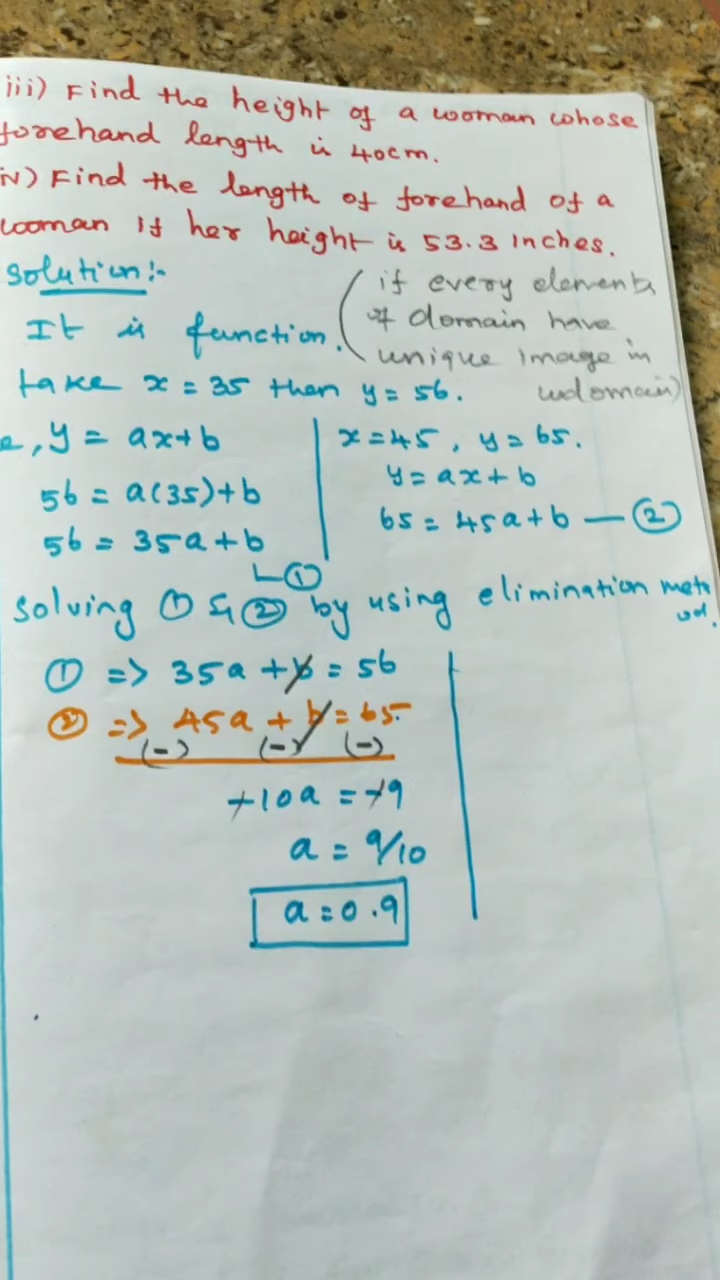 iii) Find the height of a woman whose
forehand length is 40cm.
iv) Find the length of forehand of a
woman if her height is 53.3 inches.
Solution:-
(if every elements
It is function.
of domain have
unique image in
codomain)
take x = 35 then y = 56.
e, y = ax+b
56 = a(35)+b
56 = 35a+b
①
x=45, y=65.
y=ax+b
65=45a+b — ②
Solving ① & ② by using elimination meth
od.
① => 35a + b = 56
② => 45a + b = 65
(-) (-) (-)
-10a = -9
a = 9/10
a = 0.9